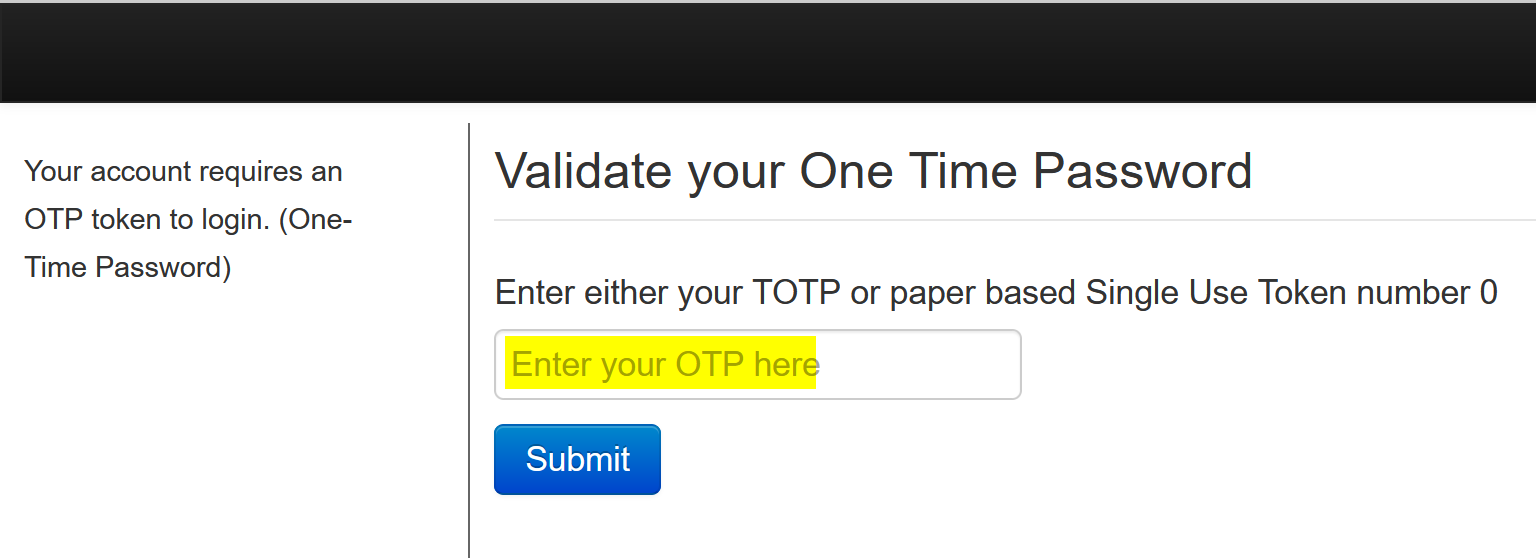 Your account requires an
OTP token to login. (One-
Time Password)
Validate your One Time Password
Enter either your TOTP or paper based Single Use Token number 0
Enter your OTP here
Submit